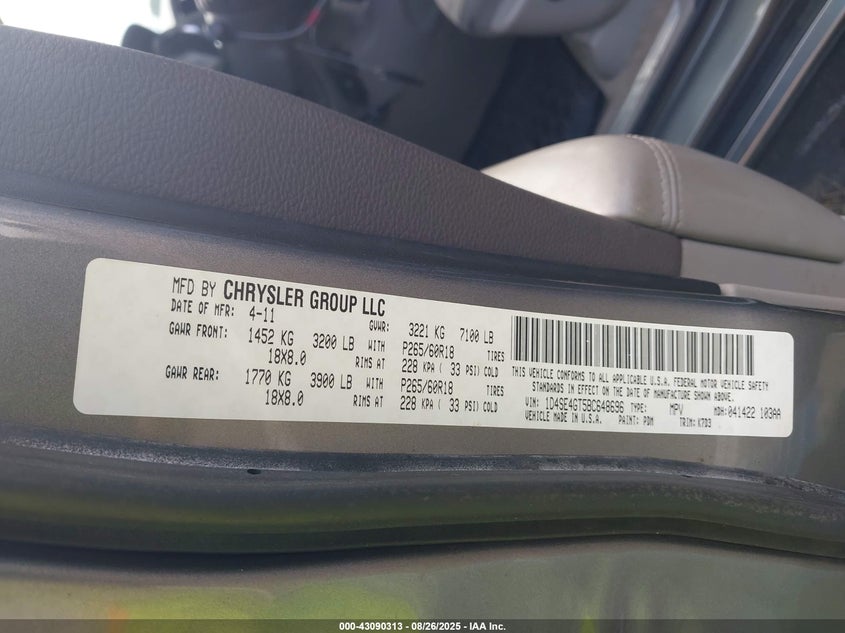 MFD BY CHRYSLER GROUP LLC
DATE OF MFR: 4-11 GVWR: 3221 KG 7100 LB
GAWR FRONT: 1452 KG 3200 LB WITH P265/60R18 TIRES
18X8.0 RIMS AT 228 KPA ( 33 PSI) COLD
GAWR REAR: 1770 KG 3900 LB WITH P265/60R18 TIRES
18X8.0 RIMS AT 228 KPA ( 33 PSI) COLD
THIS VEHICLE CONFORMS TO ALL APPLICABLE U.S.A. FEDERAL MOTOR VEHICLE SAFETY
STANDARDS IN EFFECT ON THE DATE OF MANUFACTURE SHOWN ABOVE.
VIN: 1D4SE4GT5BC648696 TYPE: MPV MDH: 041422 103AA
VEHICLE MADE IN U.S.A. PAINT: PDM TRIM: K7D3
000-43090313 - 08/26/2025 - IAA Inc.